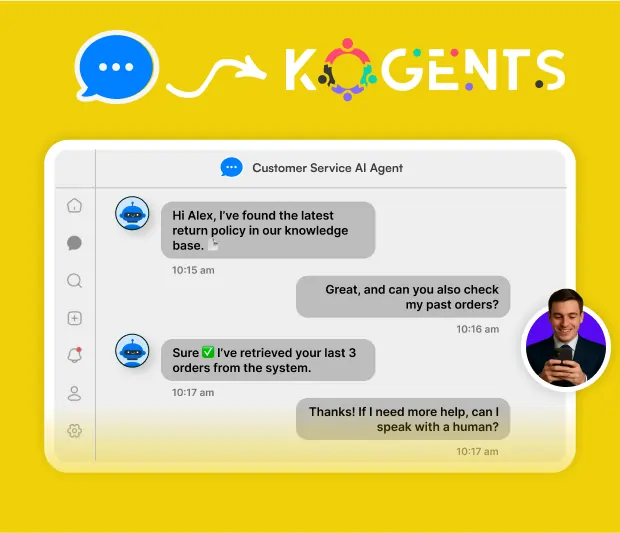 KOGENTS
Customer Service AI Agent
Hi Alex, I've found the latest
return policy in our knowledge
base.
10:15 am
Great, and can you also check
my past orders?
10:16 am
Sure ✅ I've retrieved your last 3
orders from the system.
10:17 am
Thanks! If I need more help, can I
speak with a human?
10:17 am